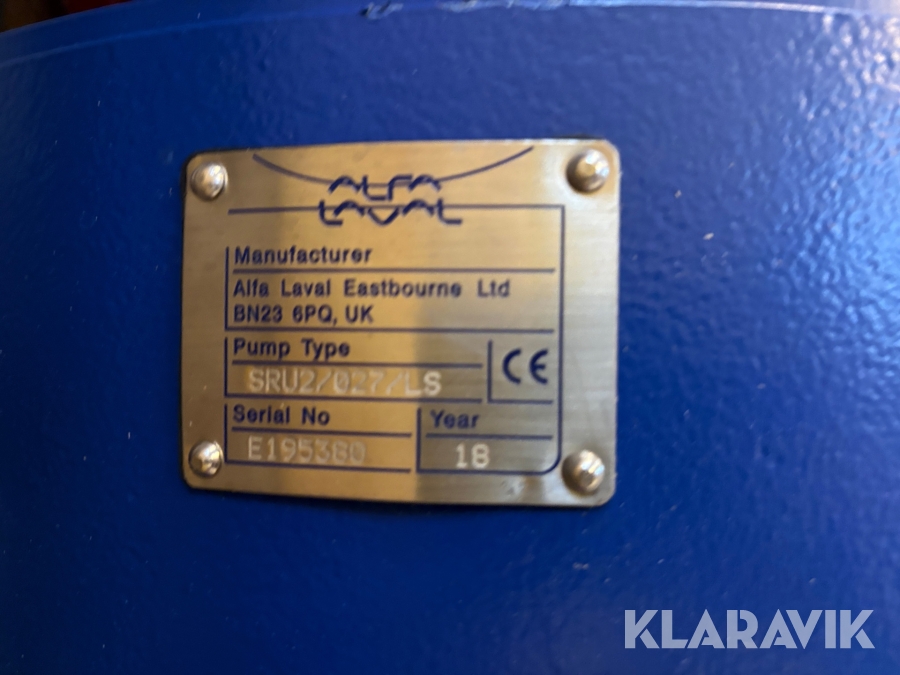 ALFA
LAVAL
Manufacturer
Alfa Laval Eastbourne Ltd
BN23 6PQ, UK
Pump Type
SRU2/027/LS
CE
Serial No
Year
E195380
18
KLARAVIK